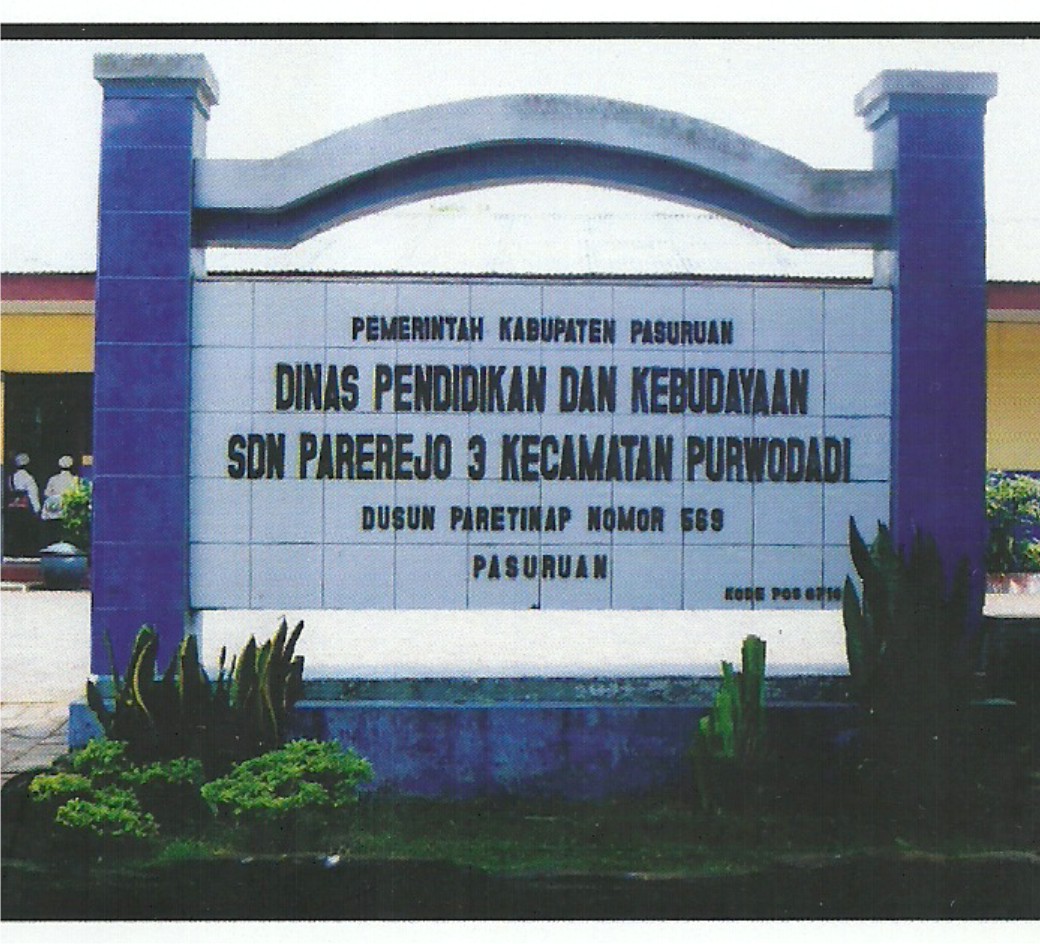 PEMERINTAH KABUPATEN PASURUAN
DINAS PENDIDIKAN DAN KEBUDAYAAN
SDN PAREREJO 3 KECAMATAN PURWODADI
DUSUN PARETINAP NOMOR 569
PASURUAN
KODE POS